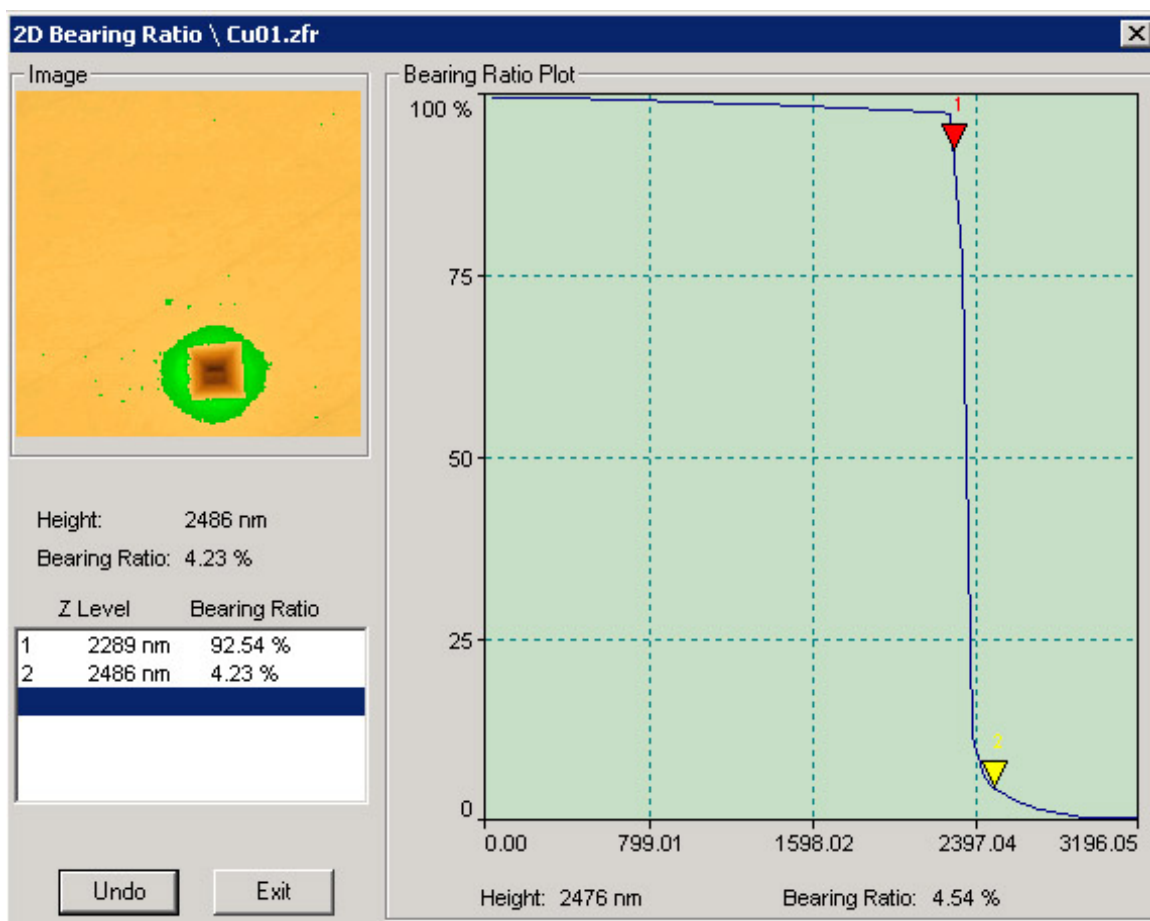 2D Bearing Ratio \ Cu01.zfr
Image
Height: 2486 nm
Bearing Ratio: 4.23 %
Z Level Bearing Ratio
1 2289 nm 92.54 %
2 2486 nm 4.23 %
Undo Exit
Bearing Ratio Plot
100 %
75
50
25
0
1
2
0.00 799.01 1598.02 2397.04 3196.05
Height: 2476 nm Bearing Ratio: 4.54 %